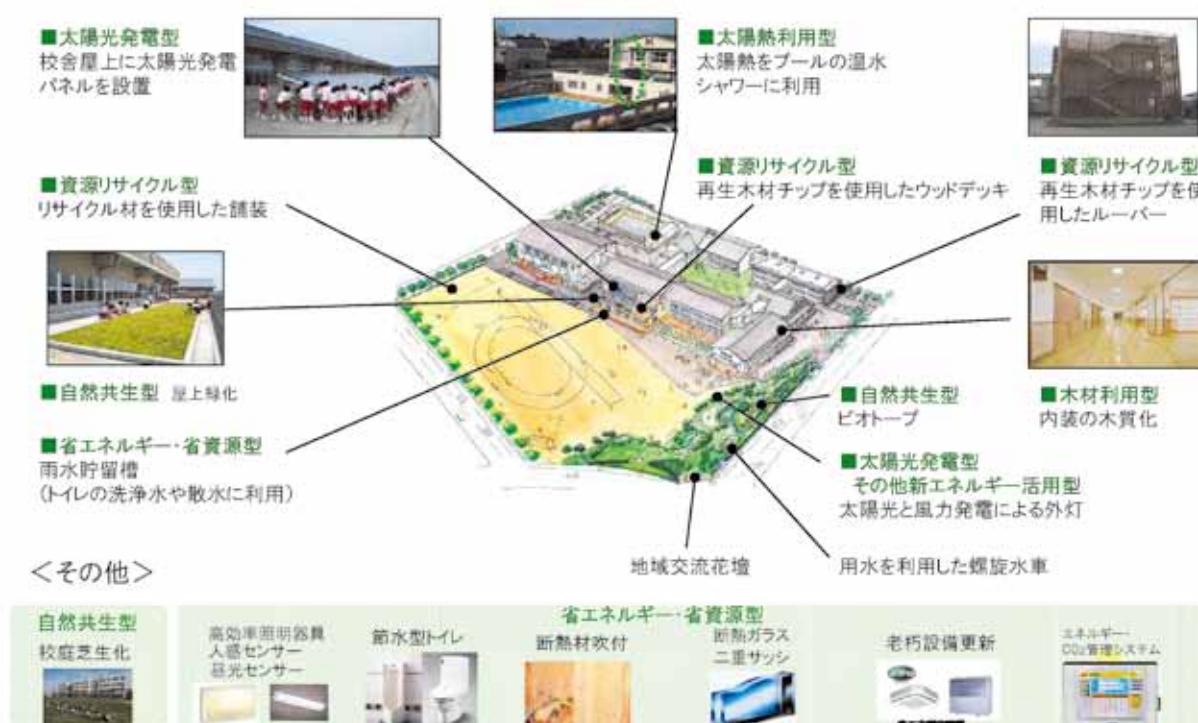 ■太陽光発電型
校舎屋上に太陽光発電
パネルを設置
■太陽熱利用型
太陽熱をプールの温水
シャワーに利用
■資源リサイクル型
リサイクル材を使用した舗装
■資源リサイクル型
再生木材チップを使用したウッドデッキ
■資源リサイクル型
再生木材チップを使
用したルーバー
■自然共生型 屋上緑化
■省エネルギー・省資源型
雨水貯留槽
(トイレの洗浄水や散水に利用)
■自然共生型
ビオトープ
■木材利用型
内装の木質化
■太陽光発電型
その他新エネルギー活用型
太陽光と風力発電による外灯
地域交流花壇
用水を利用した螺旋水車
＜その他＞
自然共生型
校庭芝生化
省エネルギー・省資源型
高効率照明器具
人感センサー
昼光センサー
節水型トイレ
断熱材吹付
断熱ガラス
二重サッシ
老朽設備更新
エネルギー・
CO₂管理システム